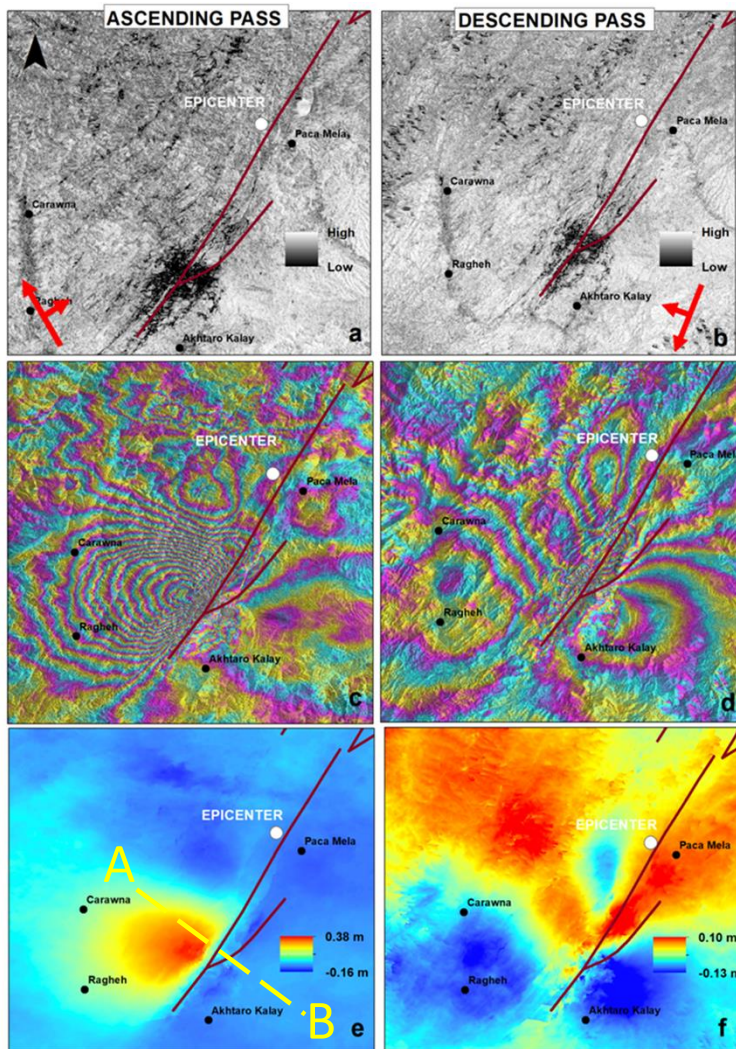 ASCENDING PASS
DESCENDING PASS
EPICENTER
Paca Mela
Carawna
High
Low
Ragheh
Akhtaro Kalay
a
EPICENTER
Paca Mela
Carawna
Ragheh
High
Low
Akhtaro Kalay
b
EPICENTER
Paca Mela
Carawna
Ragheh
Akhtaro Kalay
c
EPICENTER
Paca Mela
Carawna
Ragheh
Akhtaro Kalay
d
EPICENTER
Paca Mela
A
Carawna
0.38 m
-0.16 m
Ragheh
B
Akhtaro Kalay
e
EPICENTER
Paca Mela
Carawna
0.10 m
-0.13 m
Ragheh
Akhtaro Kalay
f